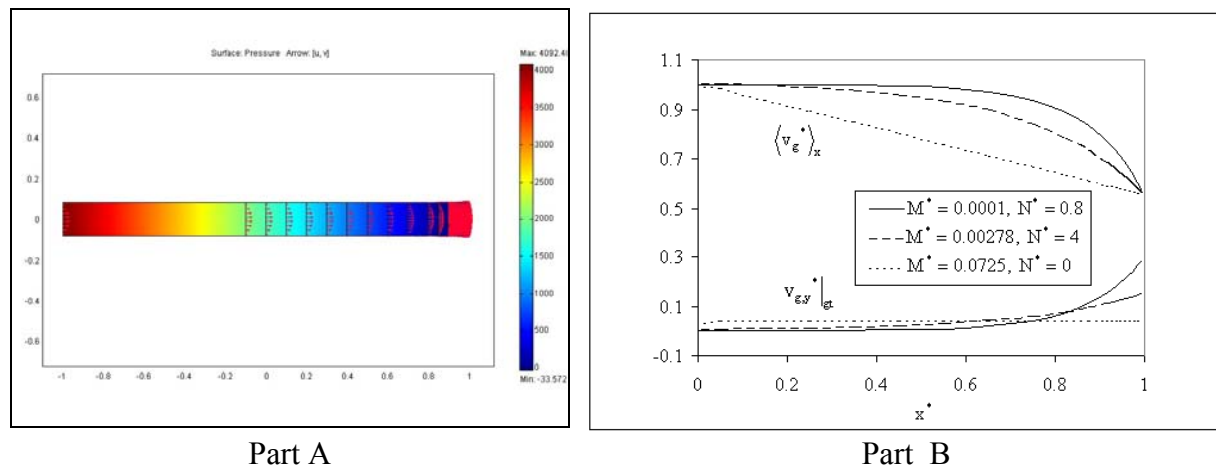 Surface: Pressure Arrow: [u, v]
Max: 4092.4
4000
3500
3000
2500
2000
1500
1000
500
0
Min: -33.572
0.6
0.4
0.2
0
-0.2
-0.4
-0.6
-1 -0.8 -0.6 -0.4 -0.2 0 0.2 0.4 0.6 0.8 1
Part A
1.1
0.9
0.7
0.5
0.3
0.1
-0.1
⟨v_g^*⟩_x
M^* = 0.0001, N^* = 0.8
M^* = 0.00278, N^* = 4
M^* = 0.0725, N^* = 0
v_{g,y}^*|_{gt}
0 0.2 0.4 0.6 0.8 1
x^*
Part B